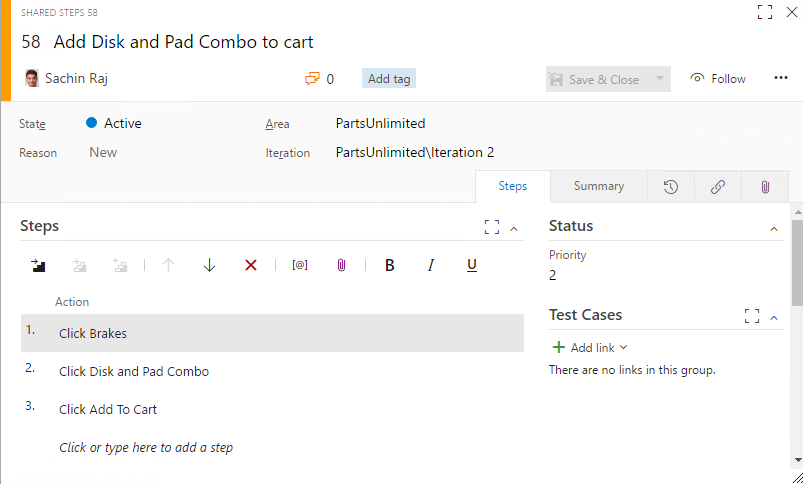 SHARED STEPS 58
58 Add Disk and Pad Combo to cart
Sachin Raj 0 Add tag Save & Close Follow ...
State Active Area PartsUnlimited
Reason New Iteration PartsUnlimited\Iteration 2
Steps Summary
Steps
[@] B I U
Action
1. Click Brakes
2. Click Disk and Pad Combo
3. Click Add To Cart
Click or type here to add a step
Status
Priority
2
Test Cases
Add link
There are no links in this group.